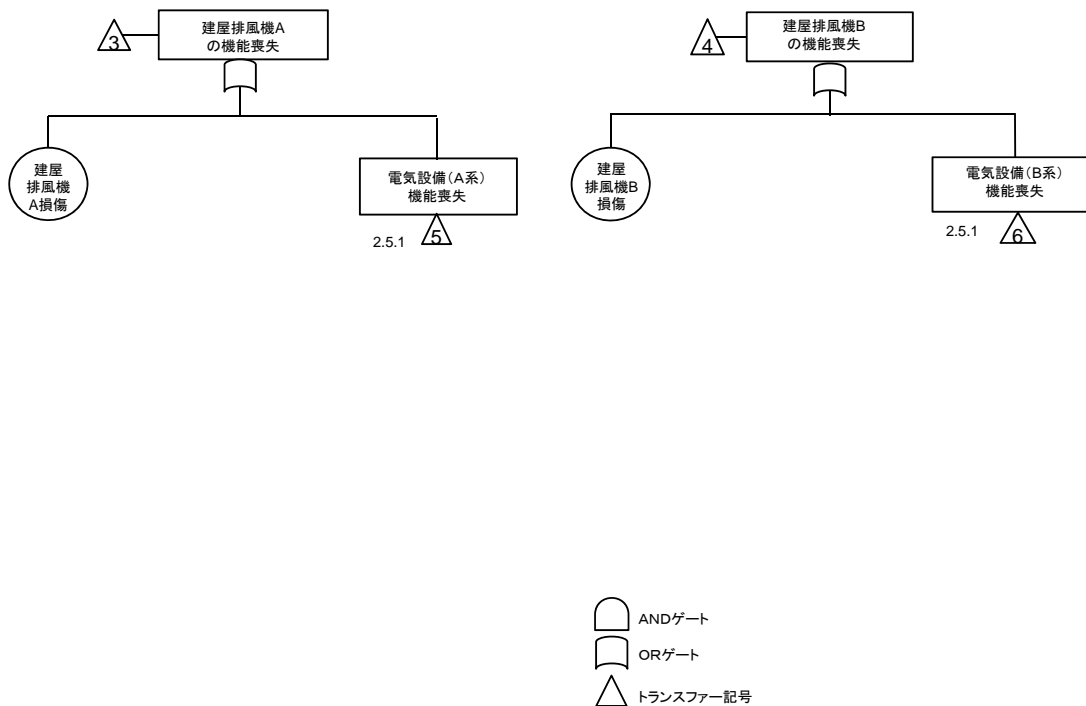 3
建屋排風機A
の機能喪失
建屋
排風機
A損傷
電気設備(A系)
機能喪失
2.5.1
5
4
建屋排風機B
の機能喪失
建屋
排風機B
損傷
電気設備(B系)
機能喪失
2.5.1
6
ANDゲート
ORゲート
トランスファー記号